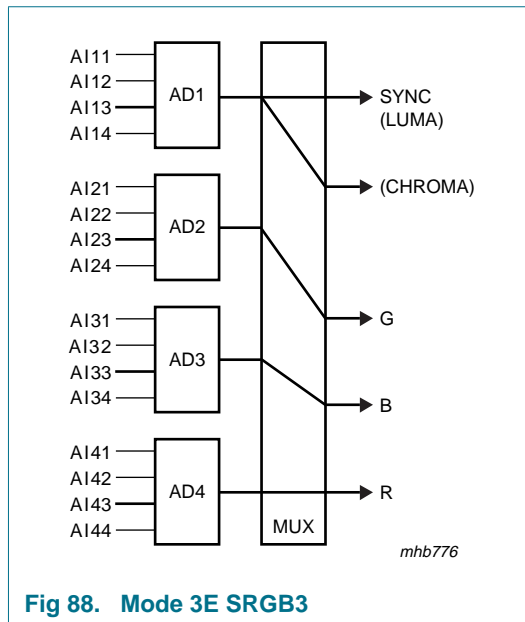 AI11
AI12
AI13
AI14
AD1
SYNC
(LUMA)
(CHROMA)
AI21
AI22
AI23
AI24
AD2
G
AI31
AI32
AI33
AI34
AD3
B
AI41
AI42
AI43
AI44
AD4
R
MUX
mhb776
Fig 88. Mode 3E SRGB3